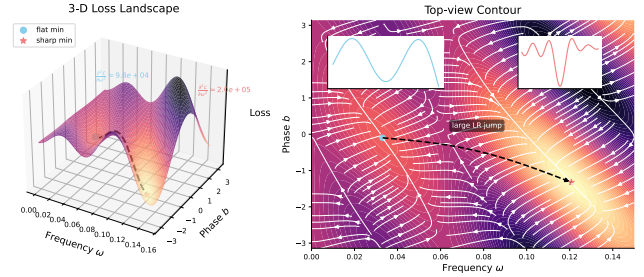 3-D Loss Landscape
flat min
sharp min
= 9.8e+04
= 2.0e+05
Loss
0.00 0.02 0.04 0.06 0.08 0.10 0.12 0.14 0.16
Frequency ω
−3 −2 −1 0 1 2 3
Phase b
Top-view Contour
large LR jump
3
2
1
0
−1
−2
−3
Phase b
0.00 0.02 0.04 0.06 0.08 0.10 0.12 0.14
Frequency ω